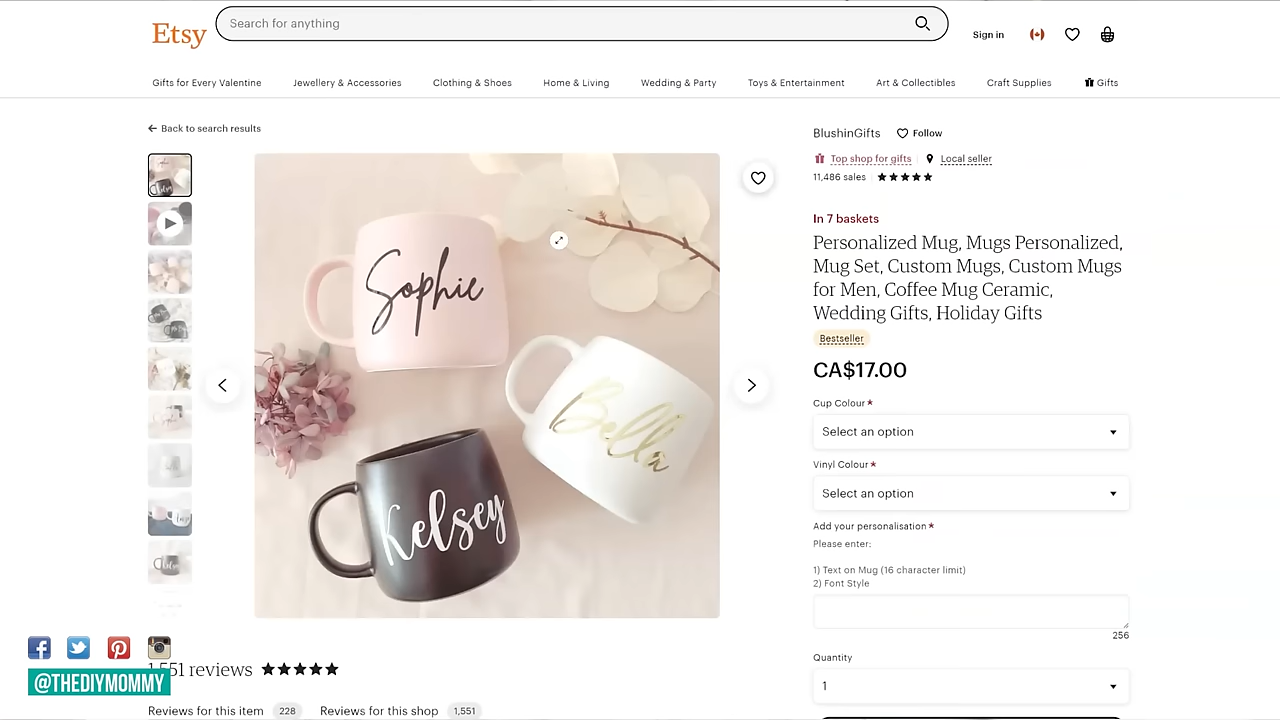 Etsy
Search for anything
Sign in
Gifts for Every Valentine
Jewellery & Accessories
Clothing & Shoes
Home & Living
Wedding & Party
Toys & Entertainment
Art & Collectibles
Craft Supplies
Gifts
Back to search results
Sophie
Bella
Kelsey
BlushinGifts
Follow
Top shop for gifts
Local seller
11,486 sales
In 7 baskets
Personalized Mug, Mugs Personalized,
Mug Set, Custom Mugs, Custom Mugs
for Men, Coffee Mug Ceramic,
Wedding Gifts, Holiday Gifts
Bestseller
CA$17.00
Cup Colour *
Select an option
Vinyl Colour *
Select an option
Add your personalisation *
Please enter:
1) Text on Mug (16 character limit)
2) Font Style
256
Quantity
1
1,551 reviews
Reviews for this item 228
Reviews for this shop 1,551
@THEDIYMOMMY